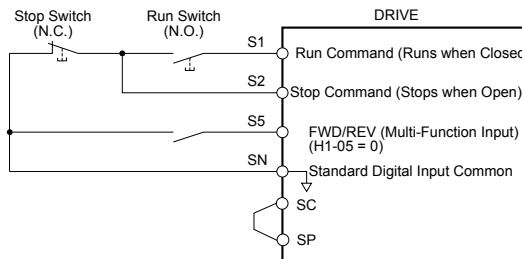 Stop Switch
(N.C.)
Run Switch
(N.O.)
DRIVE
S1
Run Command (Runs when Closed
S2
Stop Command (Stops when Open)
S5
FWD/REV (Multi-Function Input)
(H1-05 = 0)
SN
Standard Digital Input Common
SC
SP